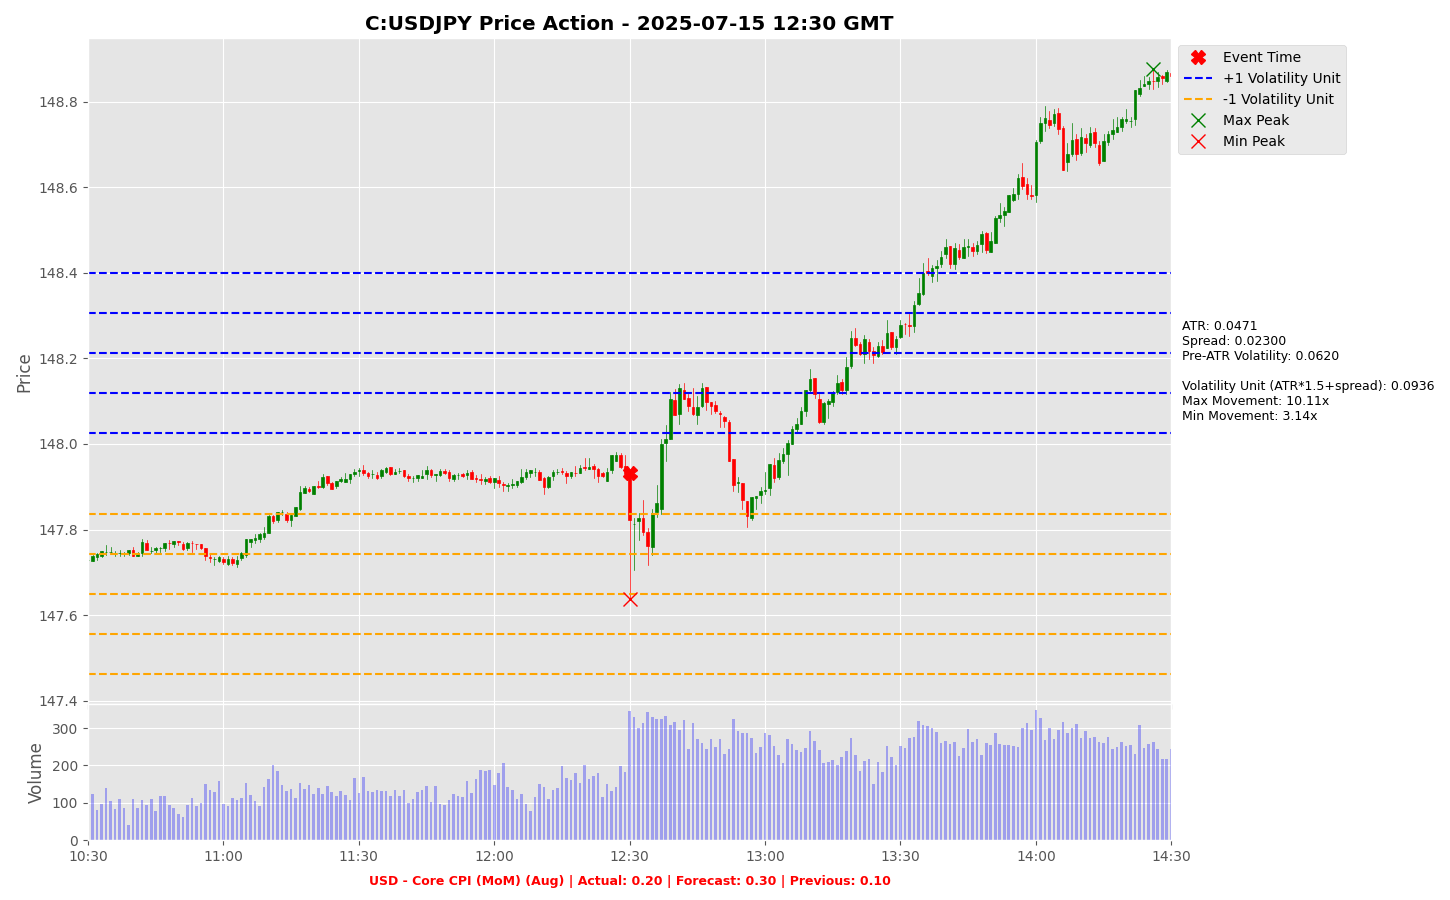 C:USDJPY Price Action - 2025-07-15 12:30 GMT
Event Time
+1 Volatility Unit
-1 Volatility Unit
Max Peak
Min Peak
Price
148.8
148.6
148.4
148.2
148.0
147.8
147.6
147.4
ATR: 0.0471
Spread: 0.02300
Pre-ATR Volatility: 0.0620
Volatility Unit (ATR*1.5+spread): 0.0936
Max Movement: 10.11x
Min Movement: 3.14x
Volume
300
200
100
0
10:30 11:00 11:30 12:00 12:30 13:00 13:30 14:00 14:30
USD - Core CPI (MoM) (Aug) | Actual: 0.20 | Forecast: 0.30 | Previous: 0.10